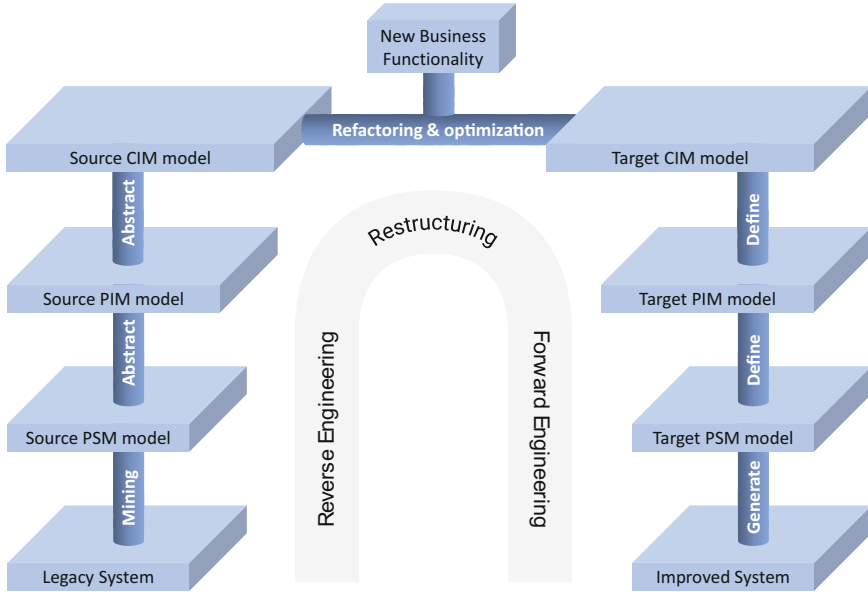 New Business
Functionality
Refactoring & optimization
Source CIM model
Target CIM model
Abstract
Define
Restructuring
Source PIM model
Target PIM model
Abstract
Define
Reverse Engineering
Forward Engineering
Source PSM model
Target PSM model
Mining
Generate
Legacy System
Improved System